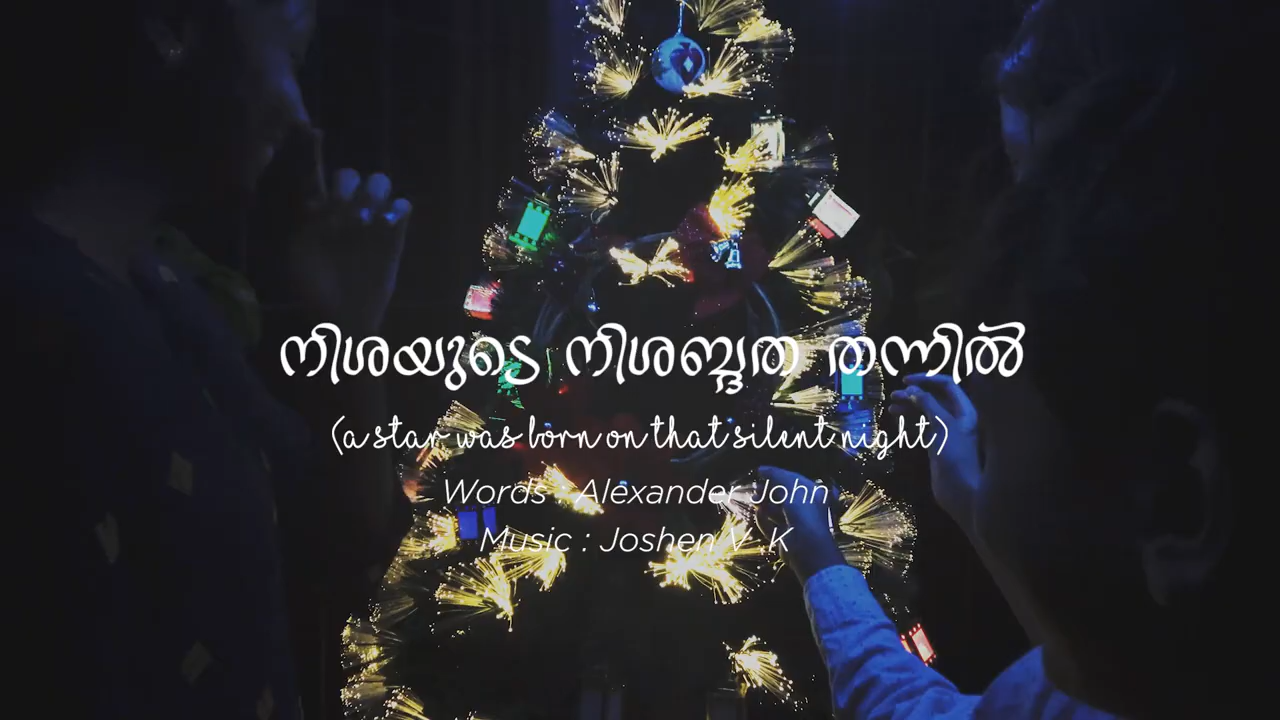 നിശയുടെ നിശബ്ദത തന്നിൽ
(a star was born on that silent night)
Words : Alexander John
Music : Joshen V .K